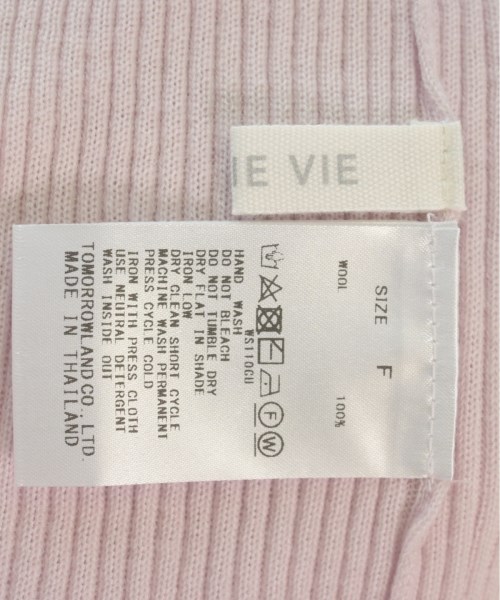 IE VIE
SIZE F
WOOL 100%
WS110GU
HAND WASH
DO NOT BLEACH
DO NOT TUMBLE DRY
DRY FLAT IN SHADE
IRON LOW
DRY CLEAN SHORT CYCLE
MACHINE WASH PERMANENT
PRESS CYCLE COLD
IRON WITH PRESS CLOTH
USE NEUTRAL DETERGENT
WASH INSIDE OUT
TOMORROWLAND CO., LTD.
MADE IN THAILAND